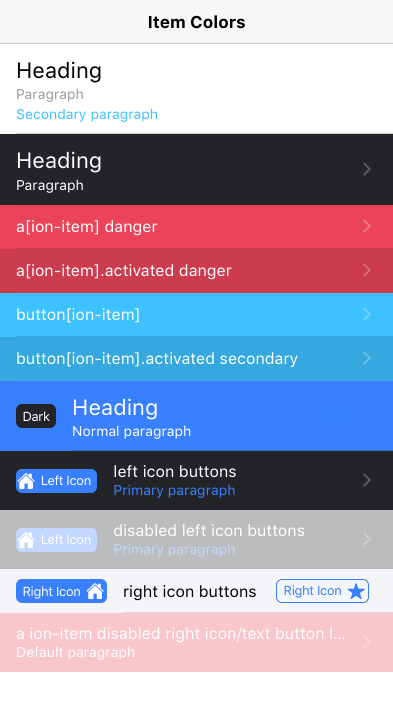 Item Colors
Heading
Paragraph
Secondary paragraph
Heading
Paragraph
a[ion-item] danger
a[ion-item].activated danger
button[ion-item]
button[ion-item].activated secondary
Dark
Heading
Normal paragraph
Left Icon
left icon buttons
Primary paragraph
Left Icon
disabled left icon buttons
Primary paragraph
Right Icon
right icon buttons
Right Icon
a ion-item disabled right icon/text button l...
Default paragraph